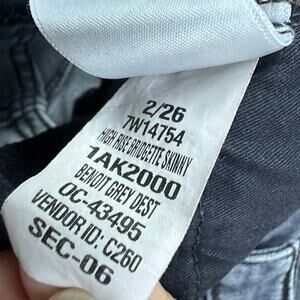 2/26
7W14754
HIGH RISE BRIDGETTE SKINNY
1AK2000
BENOIT GREY DEST
OC-43495
VENDOR ID: C260
SEC-06